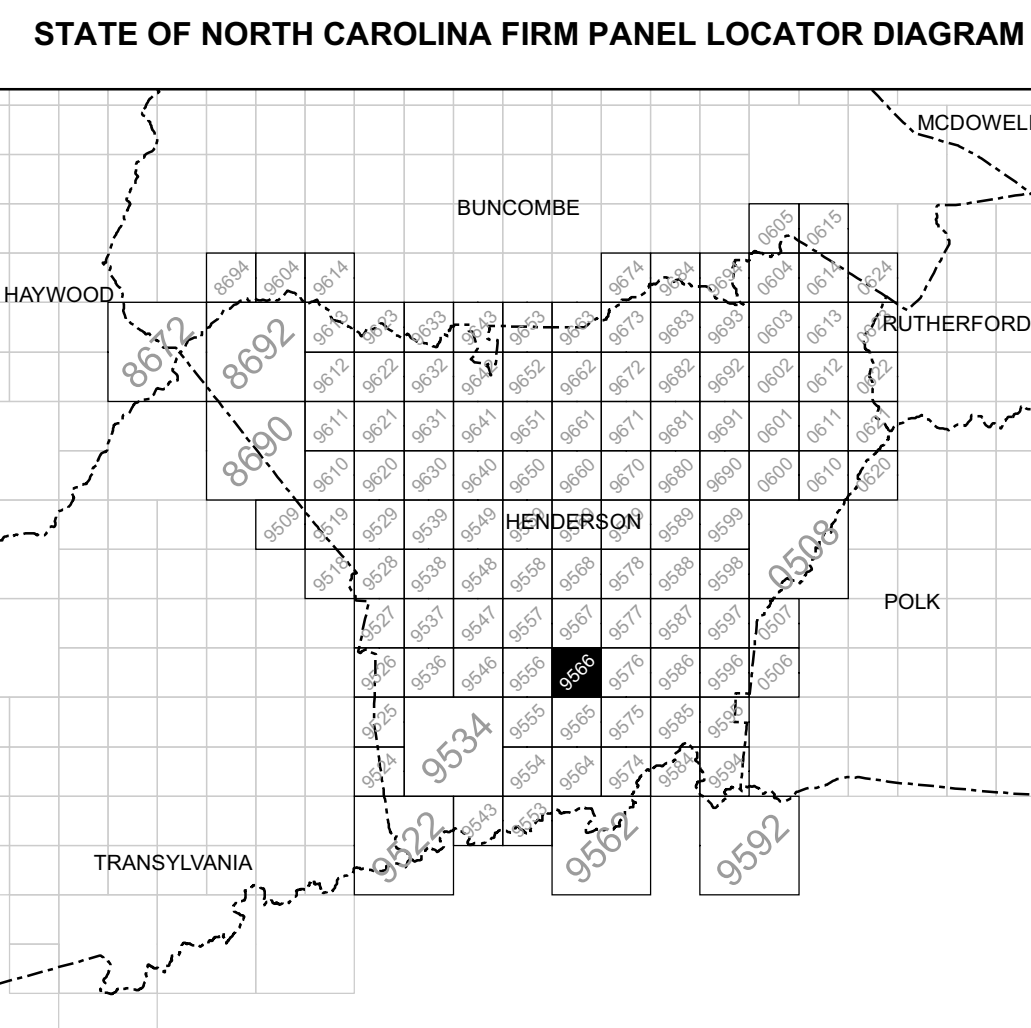 STATE OF NORTH CAROLINA FIRM PANEL LOCATOR DIAGRAM
MCDOWELL
BUNCOMBE
0605 0615
8694 9604 9614 9674 9684 9694 0604 0614 0624
HAYWOOD
RUTHERFORD
8672 8692 9613 9623 9633 9643 9653 9663 9673 9683 9693 0603 0613
9612 9622 9632 9642 9652 9662 9672 9682 9692 0602 0612 0622
8690 9611 9621 9631 9641 9651 9661 9671 9681 9691 0601 0611 0621
9610 9620 9630 9640 9650 9660 9670 9680 9690 0600 0610 0620
HENDERSON
9509 9519 9529 9539 9549 9589 9599 0508
9518 9528 9538 9548 9558 9568 9578 9588 9598
POLK
9527 9537 9547 9557 9567 9577 9587 9597 0507
9526 9536 9546 9556 9566 9576 9586 9596 0506
9525 9534 9555 9565 9575 9585 9595
9524 9554 9564 9574 9584 9594
9522 9543 9553 9562 9592
TRANSYLVANIA